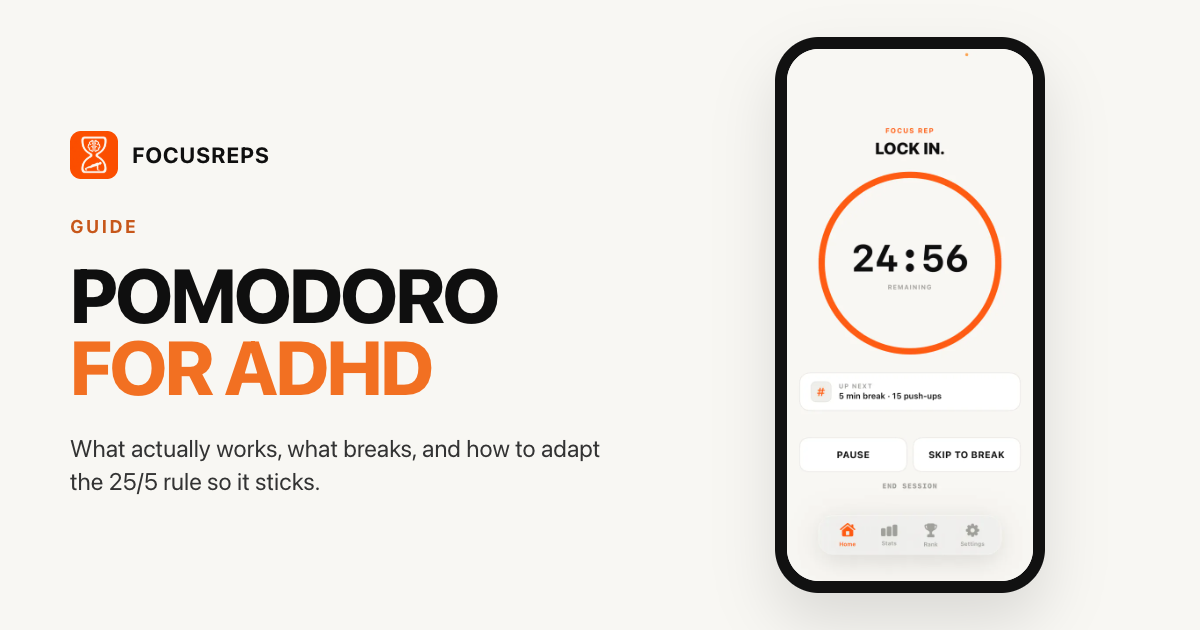 FOCUSREPS
GUIDE
POMODORO
FOR ADHD
What actually works, what breaks, and how to adapt
the 25/5 rule so it sticks.
FOCUS REP
LOCK IN.
24:56
REMAINING
#
UP NEXT
5 min break · 15 push-ups
PAUSE
SKIP TO BREAK
END SESSION
Home
Stats
Rank
Settings